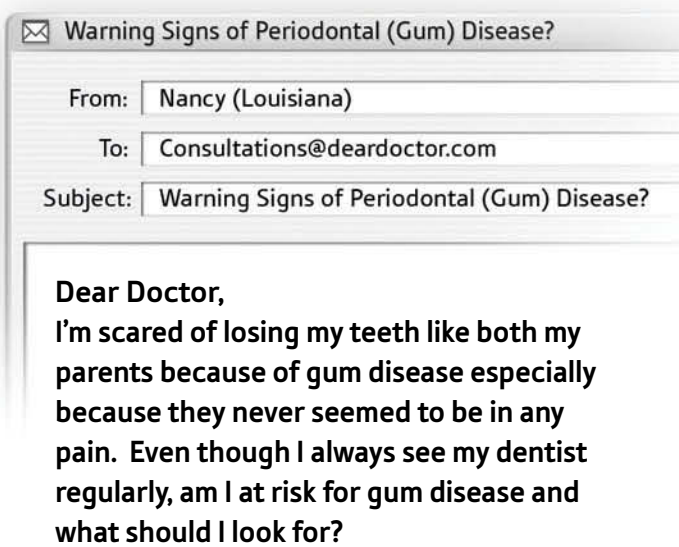 Warning Signs of Periodontal (Gum) Disease?
From: Nancy (Louisiana)
To: Consultations@deardoctor.com
Subject: Warning Signs of Periodontal (Gum) Disease?
Dear Doctor,
I’m scared of losing my teeth like both my
parents because of gum disease especially
because they never seemed to be in any
pain. Even though I always see my dentist
regularly, am I at risk for gum disease and
what should I look for?